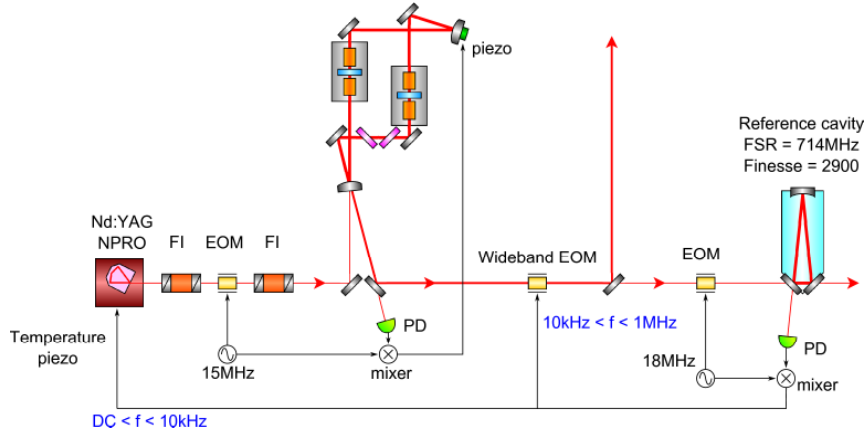 piezo
Reference cavity
FSR = 714MHz
Finesse = 2900
Nd:YAG
NPRO
FI
EOM
FI
Wideband EOM
EOM
Temperature
piezo
15MHz
PD
mixer
10kHz < f < 1MHz
18MHz
PD
mixer
DC < f < 10kHz